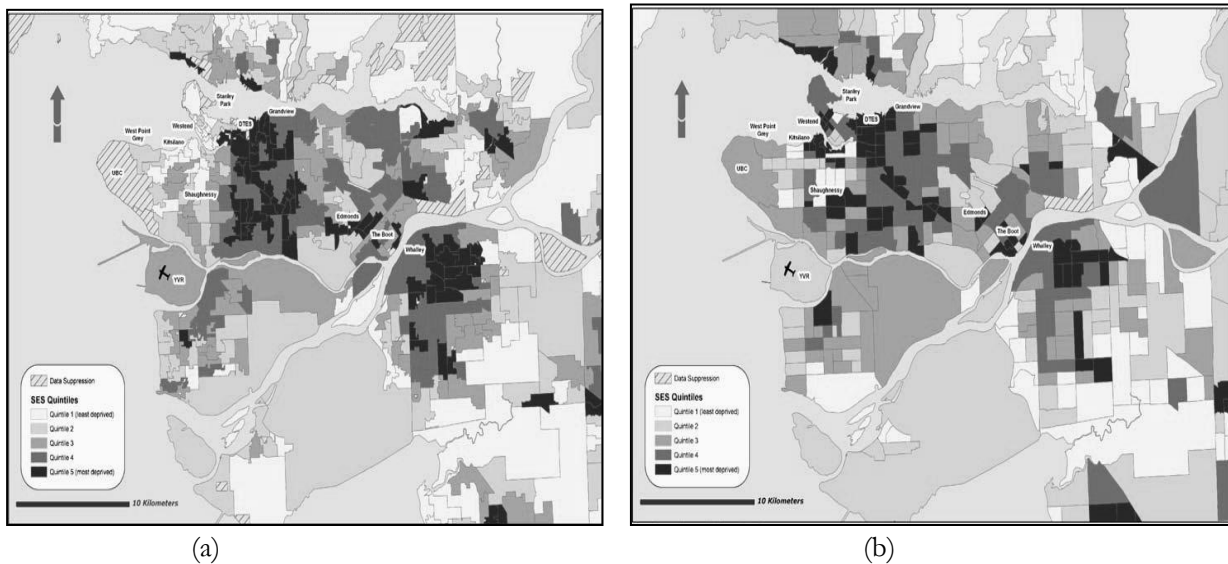 Stanley
Park
Grandview
Westend
DTES
West Point
Grey
Kitsilano
UBC
Shaughnessy
Edmonds
The Boot
Whalley
YVR
Data Suppression
SES Quintiles
Quintile 1 (least deprived)
Quintile 2
Quintile 3
Quintile 4
Quintile 5 (most deprived)
10 Kilometers
(a)
Stanley
Park
Grandview
Westend
DTES
West Point
Grey
Kitsilano
UBC
Shaughnessy
Edmonds
The Boot
Whalley
YVR
Data Suppression
SES Quintiles
Quintile 1 (least deprived)
Quintile 2
Quintile 3
Quintile 4
Quintile 5 (most deprived)
10 Kilometers
(b)